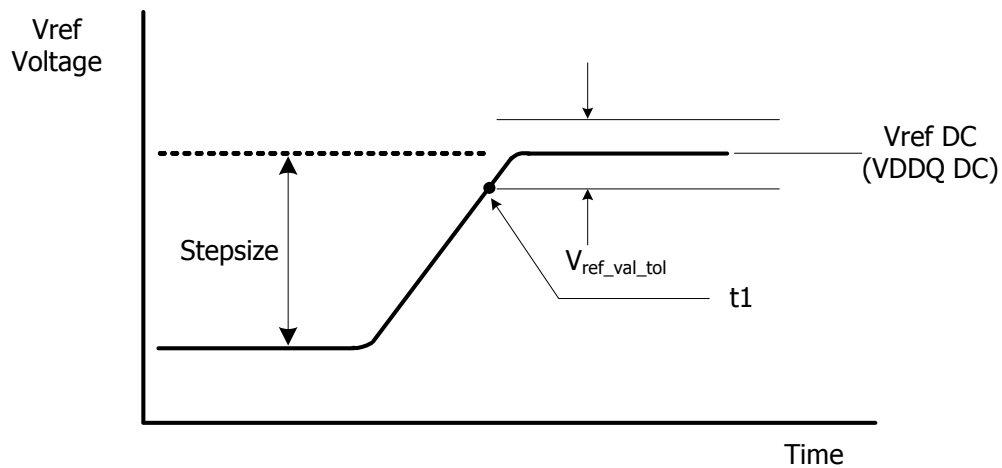 Vref
Voltage
Vref DC
(VDDQ DC)
Stepsize
Vref_val_tol
t1
Time